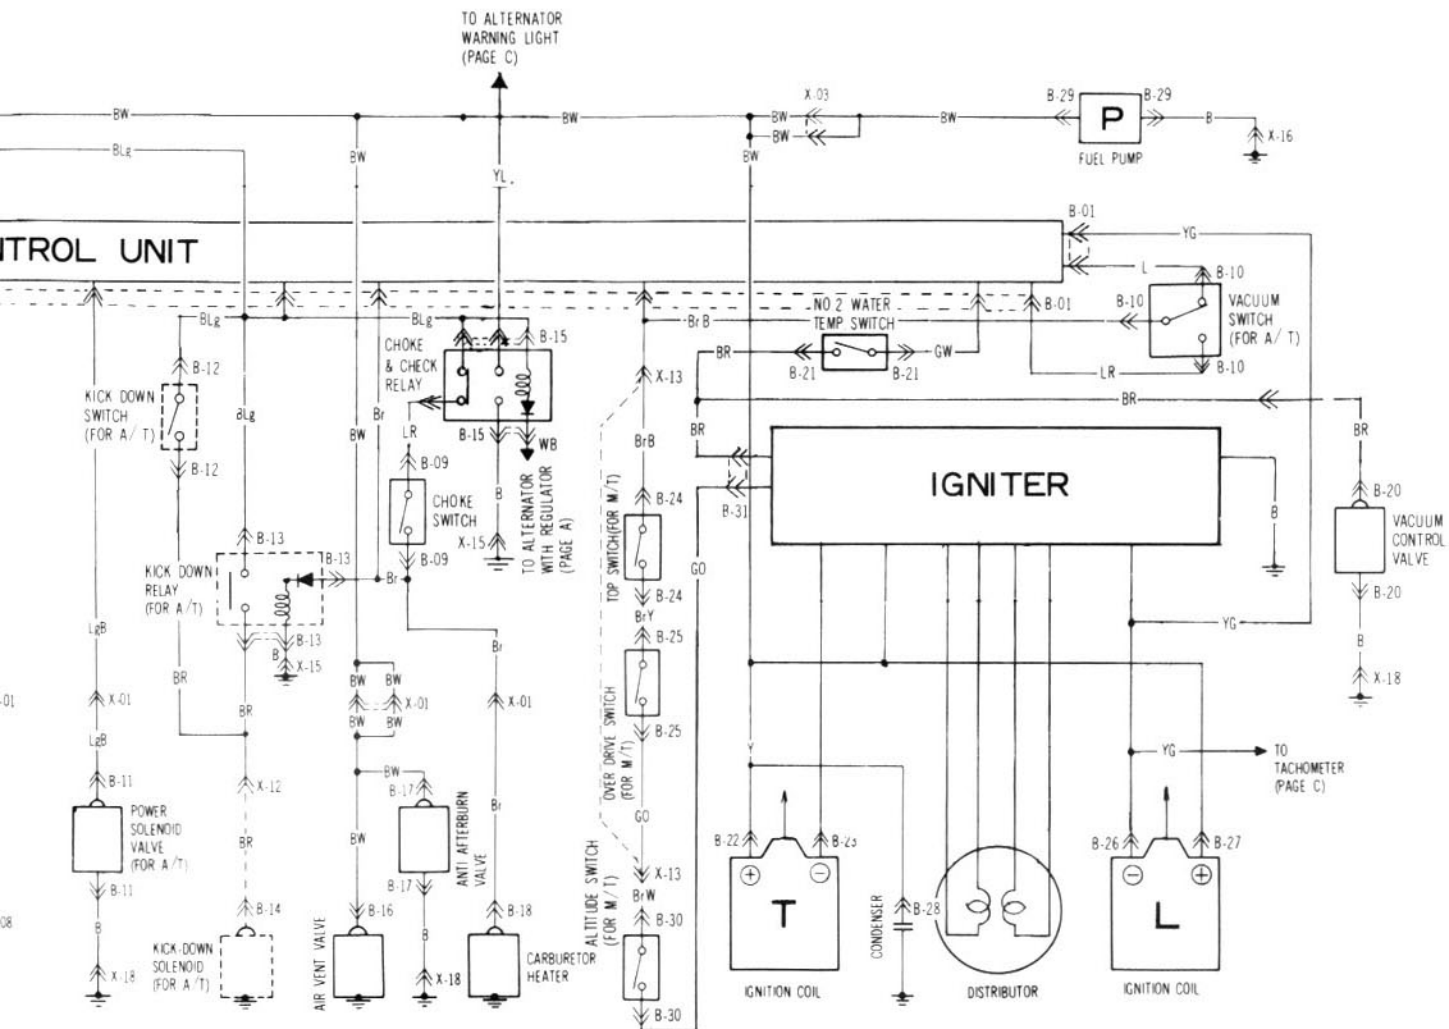 TO ALTERNATOR
WARNING LIGHT
(PAGE C)
BW
BW
BW
X-03
BW
BW
BW
B-29
P
B-29
B
X-16
FUEL PUMP
BLg
BW
YL
NTROL UNIT
B-01
YG
L
B-10
B-10
VACUUM
SWITCH
(FOR A/T)
B-10
LR
BLg
BLg
B-15
BrB
NO 2 WATER
TEMP. SWITCH
B-01
BR
GW
B-21
B-21
CHOKE
& CHECK
RELAY
B-12
KICK DOWN
SWITCH
(FOR A/T)
B-12
BLg
Br
BW
LR
B-15
WB
X-13
BrB
BR
BR
BR
TO ALTERNATOR
WITH REGULATOR
(PAGE A)
B-09
CHOKE
SWITCH
B-09
B
X-15
B-24
TOP SWITCH(FOR M/T)
B-24
B-31
IGNITER
B
B-20
VACUUM
CONTROL
VALVE
B-20
B
X-18
B-13
B-13
KICK DOWN
RELAY
(FOR A/T)
B-13
B
X-15
Br
GO
BrY
B-25
YG
LgB
BR
BR
Br
BW
BW
X-01
BW
BW
X-01
X-01
-01
LgB
B-25
OVER DRIVE SWITCH
(FOR M/T)
GO
Y
YG
TO
TACHOMETER
(PAGE C)
B-11
POWER
SOLENOID
VALVE
(FOR A/T)
B-11
B
X-18
X-12
BR
B-14
KICK-DOWN
SOLENOID
(FOR A/T)
BW
B-17
ANTI AFTERBURN
VALVE
B-17
BW
B-16
AIR VENT VALVE
B
X-18
Br
B-18
CARBURETOR
HEATER
X-13
BrW
B-30
ALTITUDE SWITCH
(FOR M/T)
B-30
B-22
B-23
T
IGNITION COIL
CONDENSER
B-28
DISTRIBUTOR
B-26
B-27
L
IGNITION COIL
08